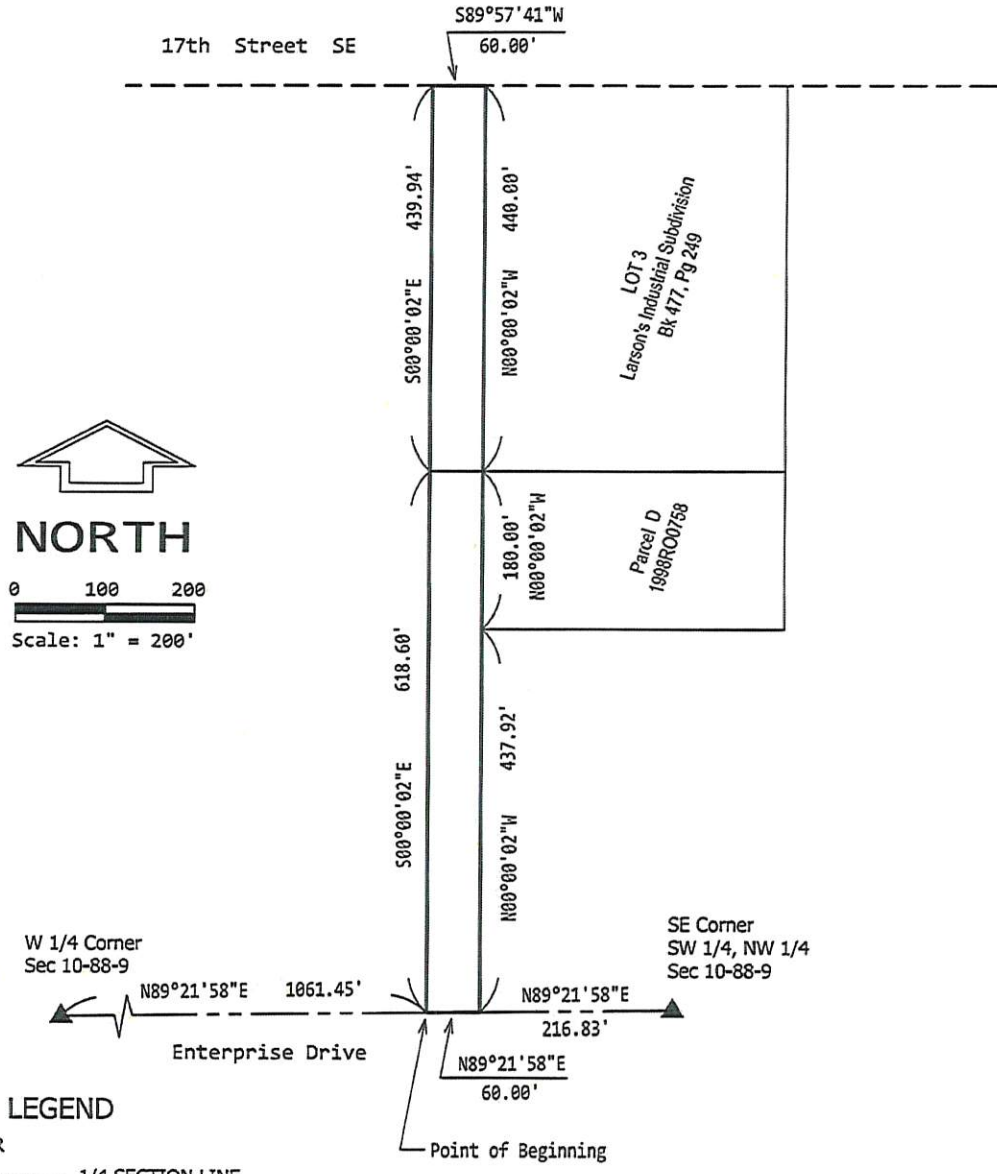 S89°57'41"W
60.00'
17th Street SE
439.94'
S00°00'02"E
440.00'
N00°00'02"W
LOT 3
Larson's Industrial Subdivision
Bk 477, Pg 249
NORTH
0 100 200
Scale: 1" = 200'
180.00'
N00°00'02"W
Parcel D
1998RO0758
618.60'
S00°00'02"E
437.92'
N00°00'02"W
W 1/4 Corner
Sec 10-88-9
SE Corner
SW 1/4, NW 1/4
Sec 10-88-9
N89°21'58"E 1061.45'
N89°21'58"E
216.83'
Enterprise Drive
N89°21'58"E
60.00'
LEGEND
Point of Beginning
1/4 SECTION LINE